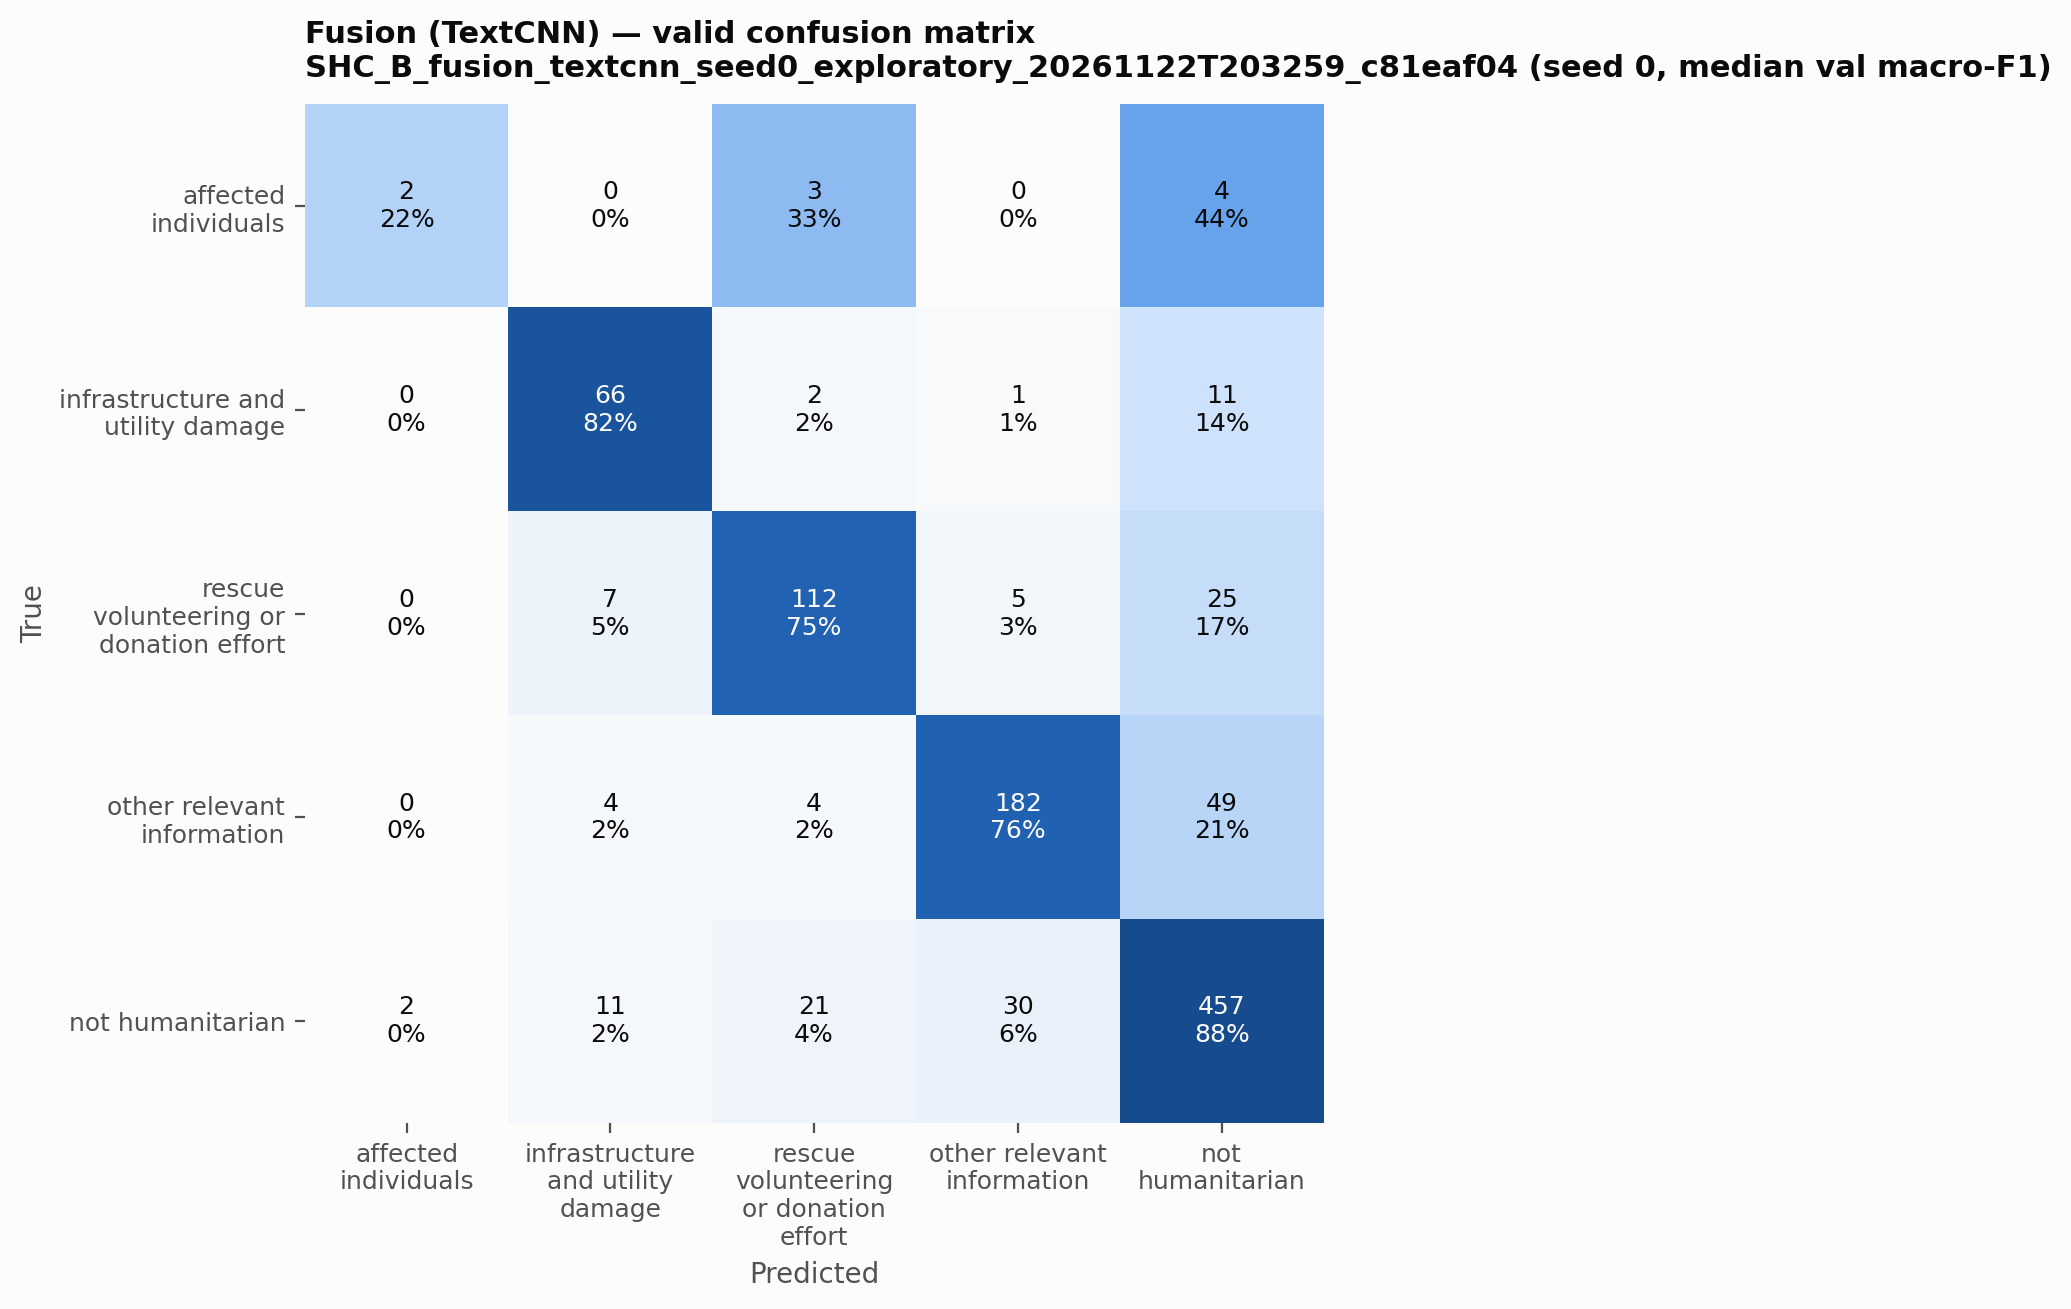 Fusion (TextCNN) — valid confusion matrix
SHC_B_fusion_textcnn_seed0_exploratory_20261122T203259_c81eaf04 (seed 0, median val macro-F1)
affected
individuals
2
22%
0
0%
3
33%
0
0%
4
44%
infrastructure and
utility damage
0
0%
66
82%
2
2%
1
1%
11
14%
True
rescue
volunteering or
donation effort
0
0%
7
5%
112
75%
5
3%
25
17%
other relevant
information
0
0%
4
2%
4
2%
182
76%
49
21%
not humanitarian
2
0%
11
2%
21
4%
30
6%
457
88%
affected
individuals
infrastructure
and utility
damage
rescue
volunteering
or donation
effort
other relevant
information
not
humanitarian
Predicted